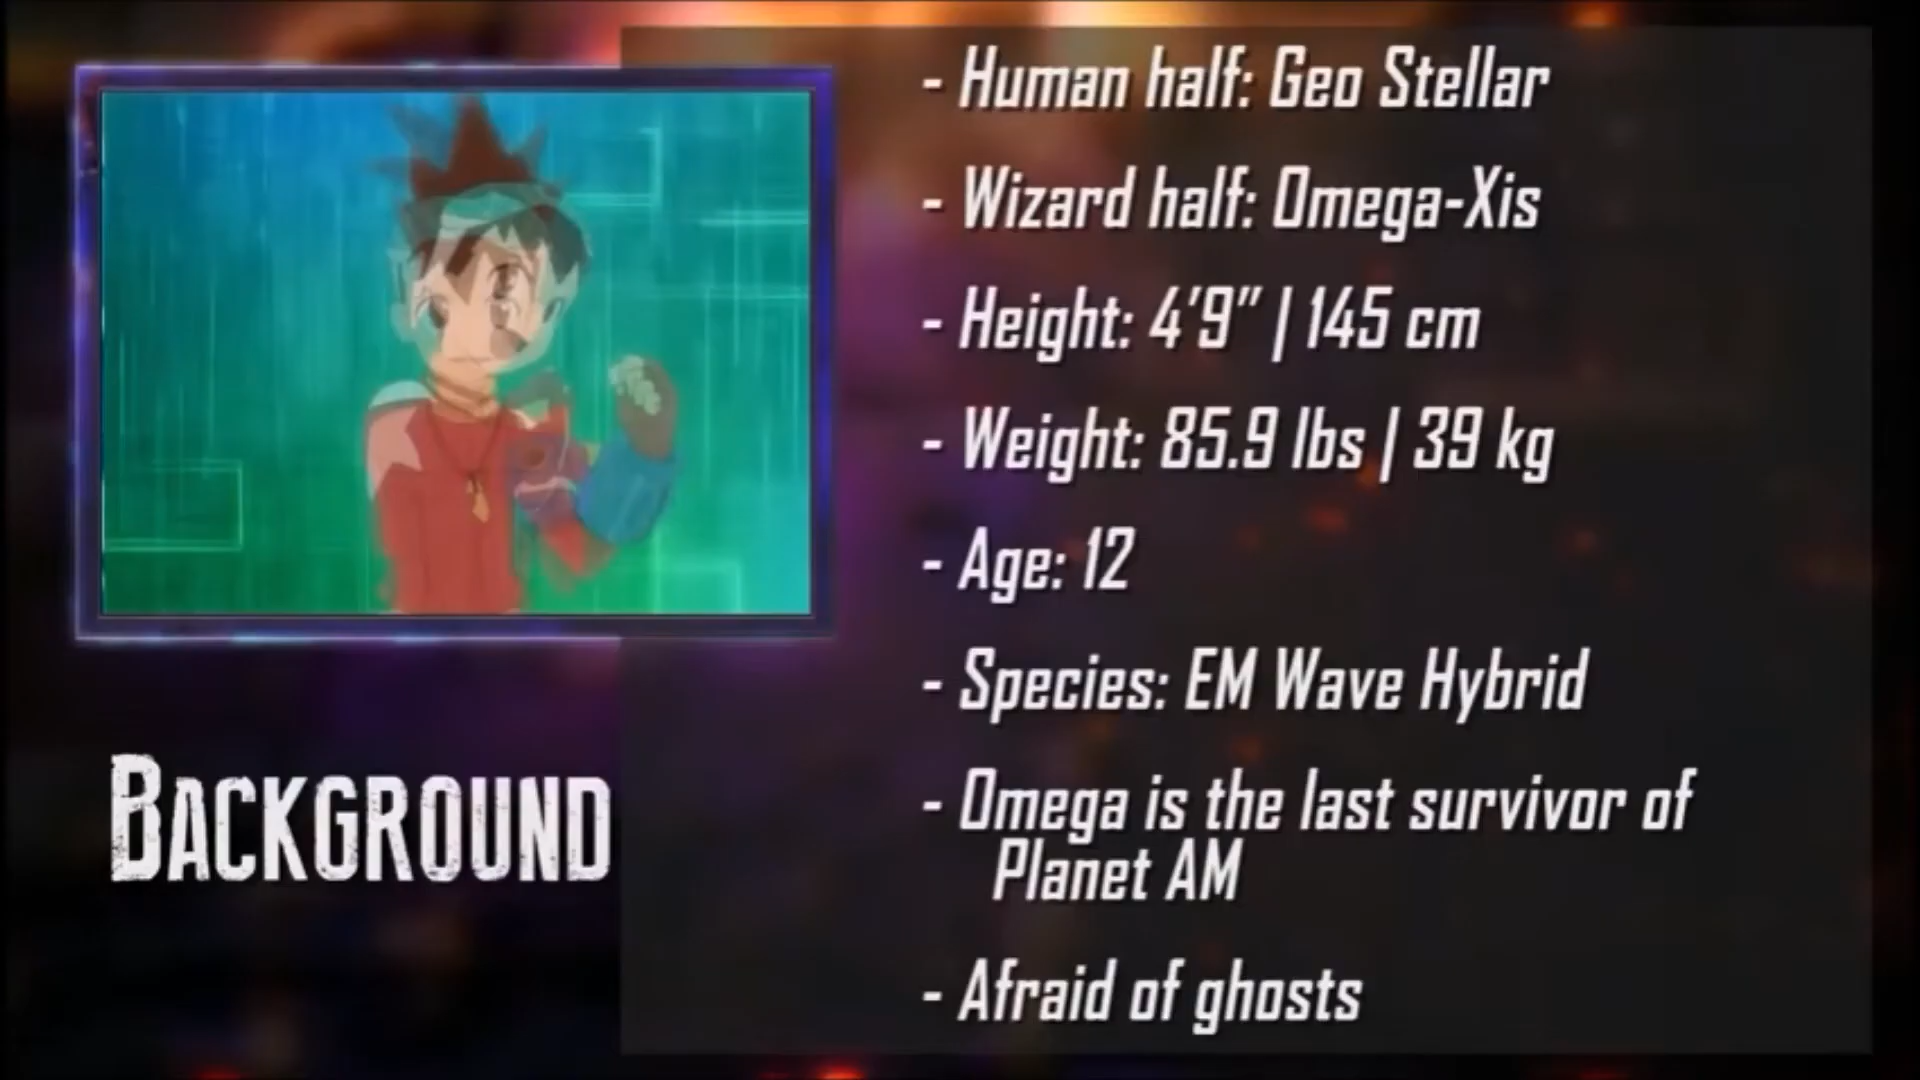 - Human half: Geo Stellar
- Wizard half: Omega-Xis
- Height: 4'9" | 145 cm
- Weight: 85.9 lbs | 39 kg
- Age: 12
- Species: EM Wave Hybrid
- Omega is the last survivor of
Planet AM
- Afraid of ghosts
BACKGROUND